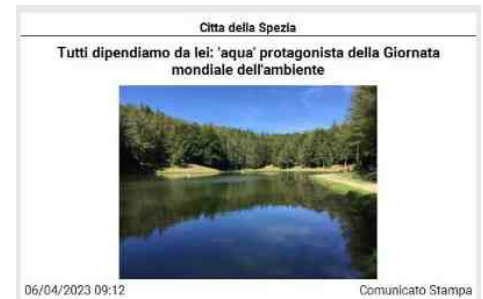 Citta della Spezia
Tutti dipendiamo da lei: 'aqua' protagonista della Giornata
mondiale dell'ambiente
06/04/2023 09:12
Comunicato Stampa